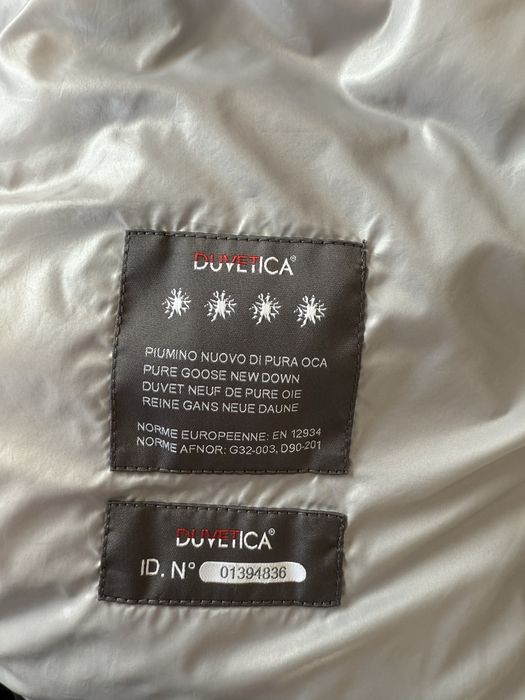 DUVETICA®
PIUMINO NUOVO DI PURA OCA
PURE GOOSE NEW DOWN
DUVET NEUF DE PURE OIE
REINE GANS NEUE DAUNE
NORME EUROPEENNE: EN 12934
NORME AFNOR: G32-003, D90-201
DUVETICA®
ID. N° 01394836